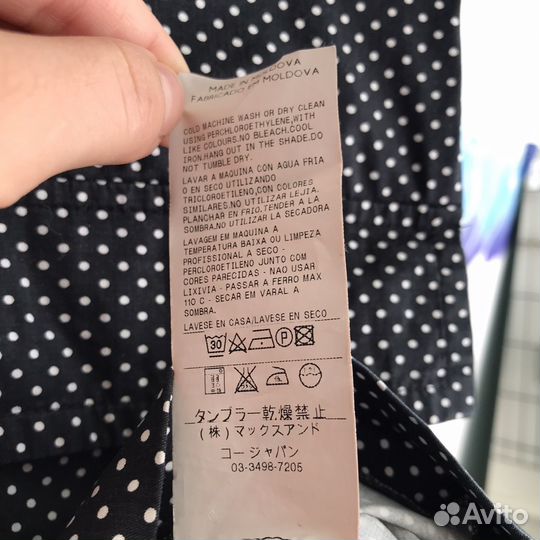 MADE IN MOLDOVA
FABRICADO EM MOLDOVA
COLD MACHINE WASH OR DRY CLEAN
USING PERCHLOROETHYLENE,WITH
LIKE COLOURS.NO BLEACH.COOL
IRON.HANG OUT IN THE SHADE.DO
NOT TUMBLE DRY.
LAVAR A MAQUINA CON AGUA FRIA
O EN SECO UTILIZANDO
TRICLOROETILENO,CON COLORES
SIMILARES.NO UTILIZAR LEJIA.
PLANCHAR EN FRIO.TENDER A LA
SOMBRA.NO UTILIZAR LA SECADORA
LAVAGEM EM MAQUINA A
TEMPERATURA BAIXA OU LIMPEZA
PROFISSIONAL A SECO -
PERCLOROETILENO JUNTO COM
CORES PARECIDAS - NAO USAR
LIXIVIA - PASSAR A FERRO MAX
110 C - SECAR EM VARAL A
SOMBRA.
LAVESE EN CASA/LAVESE EN SECO
30 P
タンブラー乾燥禁止
(株)マックスアンド
コージャパン
03-3498-7205
Avito